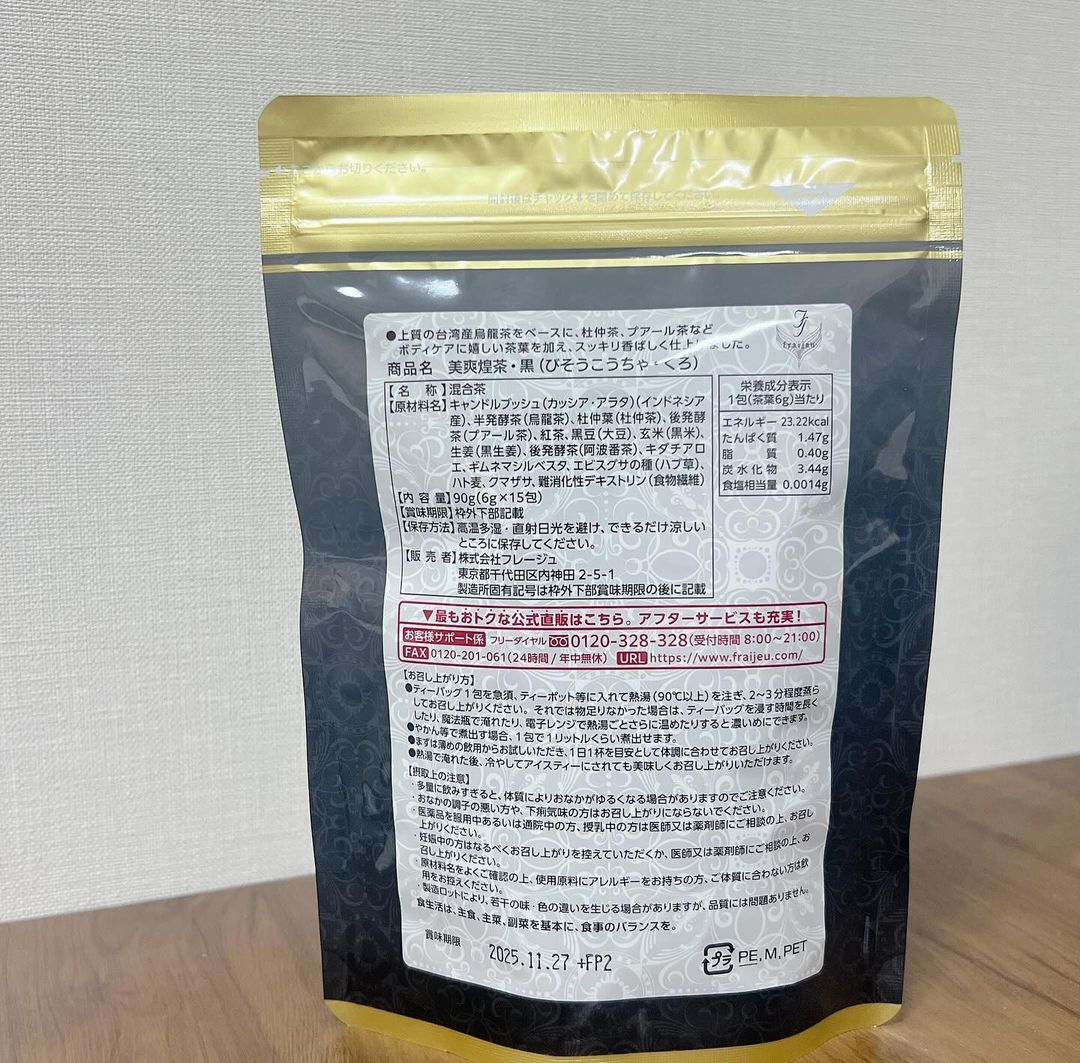 からお切りください。
開封後はチャックを閉めて保存してください。
●上質の台湾産烏龍茶をベースに、杜仲茶、プアール茶など
ボディケアに嬉しい茶葉を加え、スッキリ香ばしく仕上げました。
fraijeu
商品名 美爽煌茶・黒(びそうこうちゃ・くろ)
【名称】混合茶
【原材料名】キャンドルブッシュ(カッシア・アラタ)(インドネシア
産)、半発酵茶(烏龍茶)、杜仲葉(杜仲茶)、後発酵
茶(プアール茶)、紅茶、黒豆(大豆)、玄米(黒米)、
生姜(黒生姜)、後発酵茶(阿波番茶)、キダチアロ
エ、ギムネマシルベスタ、エビスグサの種(ハブ草)、
ハト麦、クマザサ、難消化性デキストリン(食物繊維)
【内容量】90g(6g×15包)
【賞味期限】枠外下部記載
【保存方法】高温多湿・直射日光を避け、できるだけ涼しい
ところに保存してください。
【販売者】株式会社フレージュ
東京都千代田区内神田 2-5-1
製造所固有記号は枠外下部賞味期限の後に記載
栄養成分表示
1包(茶葉6g)当たり
エネルギー 23.22kcal
たんぱく質 1.47g
脂質 0.40g
炭水化物 3.44g
食塩相当量 0.0014g
▼最もおトクな公式直販はこちら。アフターサービスも充実!
お客様サポート係 フリーダイヤル 0120-328-328(受付時間 8:00~21:00)
FAX 0120-201-061(24時間/年中無休) URL https://www.fraijeu.com/
【お召し上がり方】
●ティーバッグ1包を急須、ティーポット等に入れて熱湯(90℃以上)を注ぎ、2~3分程度蒸ら
してお召し上がりください。それでは物足りなかった場合は、ティーバッグを浸す時間を長く
したり、魔法瓶で淹れたり、電子レンジで熱湯ごとさらに温めたりすると濃いめにできます。
●やかん等で煮出す場合、1包で1リットルくらい煮出せます。
●まずは薄めの飲用からお試しいただき、1日1杯を目安として体調に合わせてお召し上がりください。
●熱湯で淹れた後、冷やしてアイスティーにされても美味しくお召し上がりいただけます。
【摂取上の注意】
・多量に飲みすぎると、体質によりおなかがゆるくなる場合がありますのでご注意ください。
・おなかの調子の悪い方や、下痢気味の方はお召し上がりにならないでください。
・医薬品を服用中あるいは通院中の方、授乳中の方は医師又は薬剤師にご相談の上、お召し
上がりください。
・妊娠中の方はなるべくお召し上がりを控えていただくか、医師又は薬剤師にご相談の上、お
召し上がりください。
・原材料名をよくご確認の上、使用原料にアレルギーをお持ちの方、ご体質に合わない方は飲
用をお控えください。
・製造ロットにより、若干の味・色の違いを生じる場合がありますが、品質には問題ありません。
食生活は、主食、主菜、副菜を基本に、食事のバランスを。
賞味期限 2025.11.27 +FP2
プラ PE, M, PET